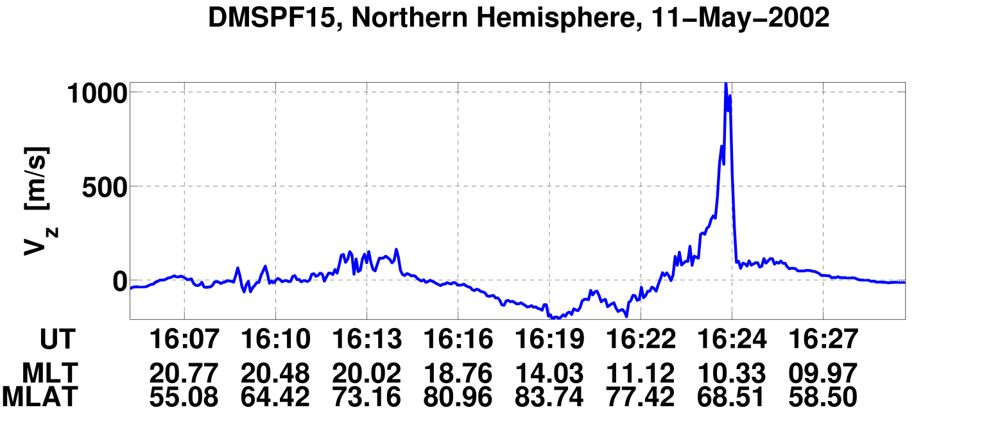 DMSPF15, Northern Hemisphere, 11−May−2002
1000
500
0
V z [m/s]
UT 16:07 16:10 16:13 16:16 16:19 16:22 16:24 16:27
MLT 20.77 20.48 20.02 18.76 14.03 11.12 10.33 09.97
MLAT 55.08 64.42 73.16 80.96 83.74 77.42 68.51 58.50